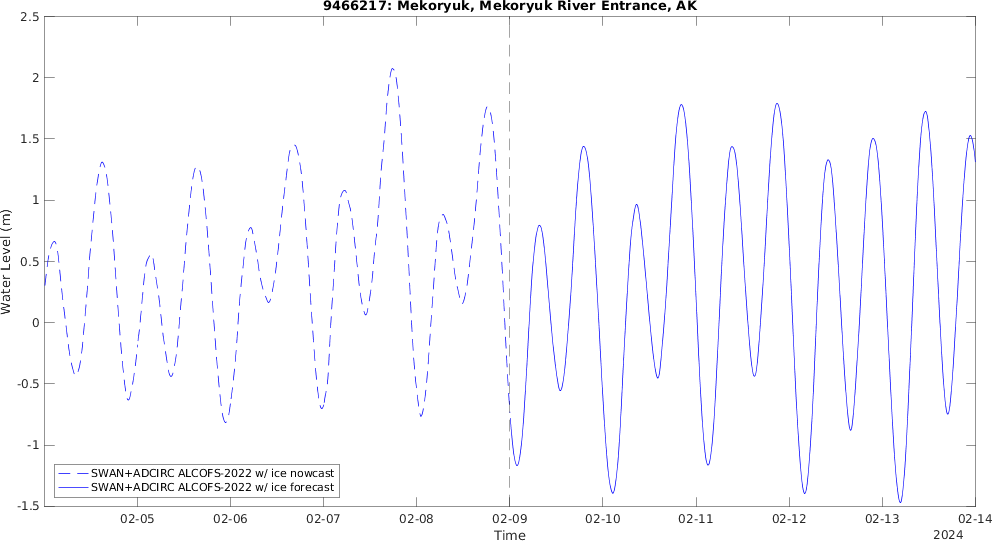 9466217: Mekoryuk, Mekoryuk River Entrance, AK
2.5
2
1.5
1
0.5
0
-0.5
-1
-1.5
Water Level (m)
SWAN+ADCIRC ALCOFS-2022 w/ ice nowcast
SWAN+ADCIRC ALCOFS-2022 w/ ice forecast
02-05 02-06 02-07 02-08 02-09 02-10 02-11 02-12 02-13 02-14
Time
2024